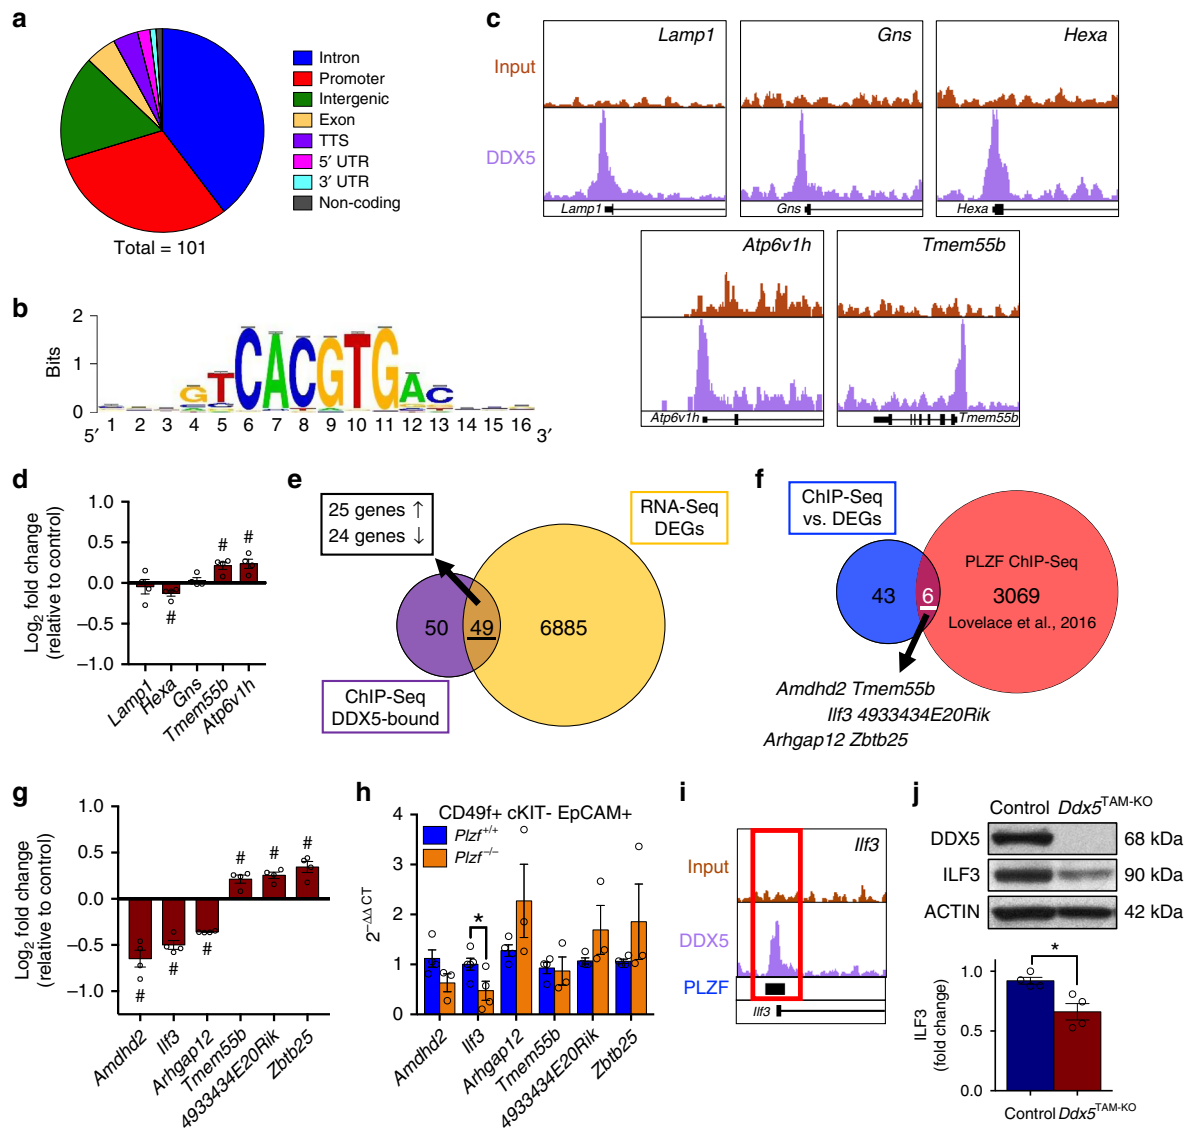 a
Intron
Promoter
Intergenic
Exon
TTS
5′ UTR
3′ UTR
Non-coding
Total = 101
b
Bits
2
1
0
GTCACGTGAC
1 2 3 4 5 6 7 8 9 10 11 12 13 14 15 16
5′ 3′
c
Input
DDX5
Lamp1
Lamp1
Gns
Gns
Hexa
Hexa
Atp6v1h
Atp6v1h
Tmem55b
Tmem55b
d
Log2 fold change
(relative to control)
1.0
0.5
0.0
−0.5
−1.0
# # #
Lamp1
Hexa
Gns
Tmem55b
Atp6v1h
e
25 genes ↑
24 genes ↓
RNA-Seq
DEGs
50 49 6885
ChIP-Seq
DDX5-bound
f
ChIP-Seq
vs. DEGs
PLZF ChIP-Seq
43 6 3069
Lovelace et al., 2016
Amdhd2 Tmem55b
Ilf3 4933434E20Rik
Arhgap12 Zbtb25
g
Log2 fold change
(relative to control)
1.0
0.5
0.0
−0.5
−1.0
# # # # # #
Amdhd2
Ilf3
Arhgap12
Tmem55b
4933434E20Rik
Zbtb25
h
CD49f+ cKIT- EpCAM+
Plzf+/+
Plzf−/−
2−ΔΔ CT
4
3
2
1
0
*
Amdhd2
Ilf3
Arhgap12
Tmem55b
4933434E20Rik
Zbtb25
i
Ilf3
Input
DDX5
PLZF
Ilf3
j
Control Ddx5TAM-KO
DDX5 68 kDa
ILF3 90 kDa
ACTIN 42 kDa
*
ILF3
(fold change)
1.0
0.5
0.0
Control Ddx5TAM-KO